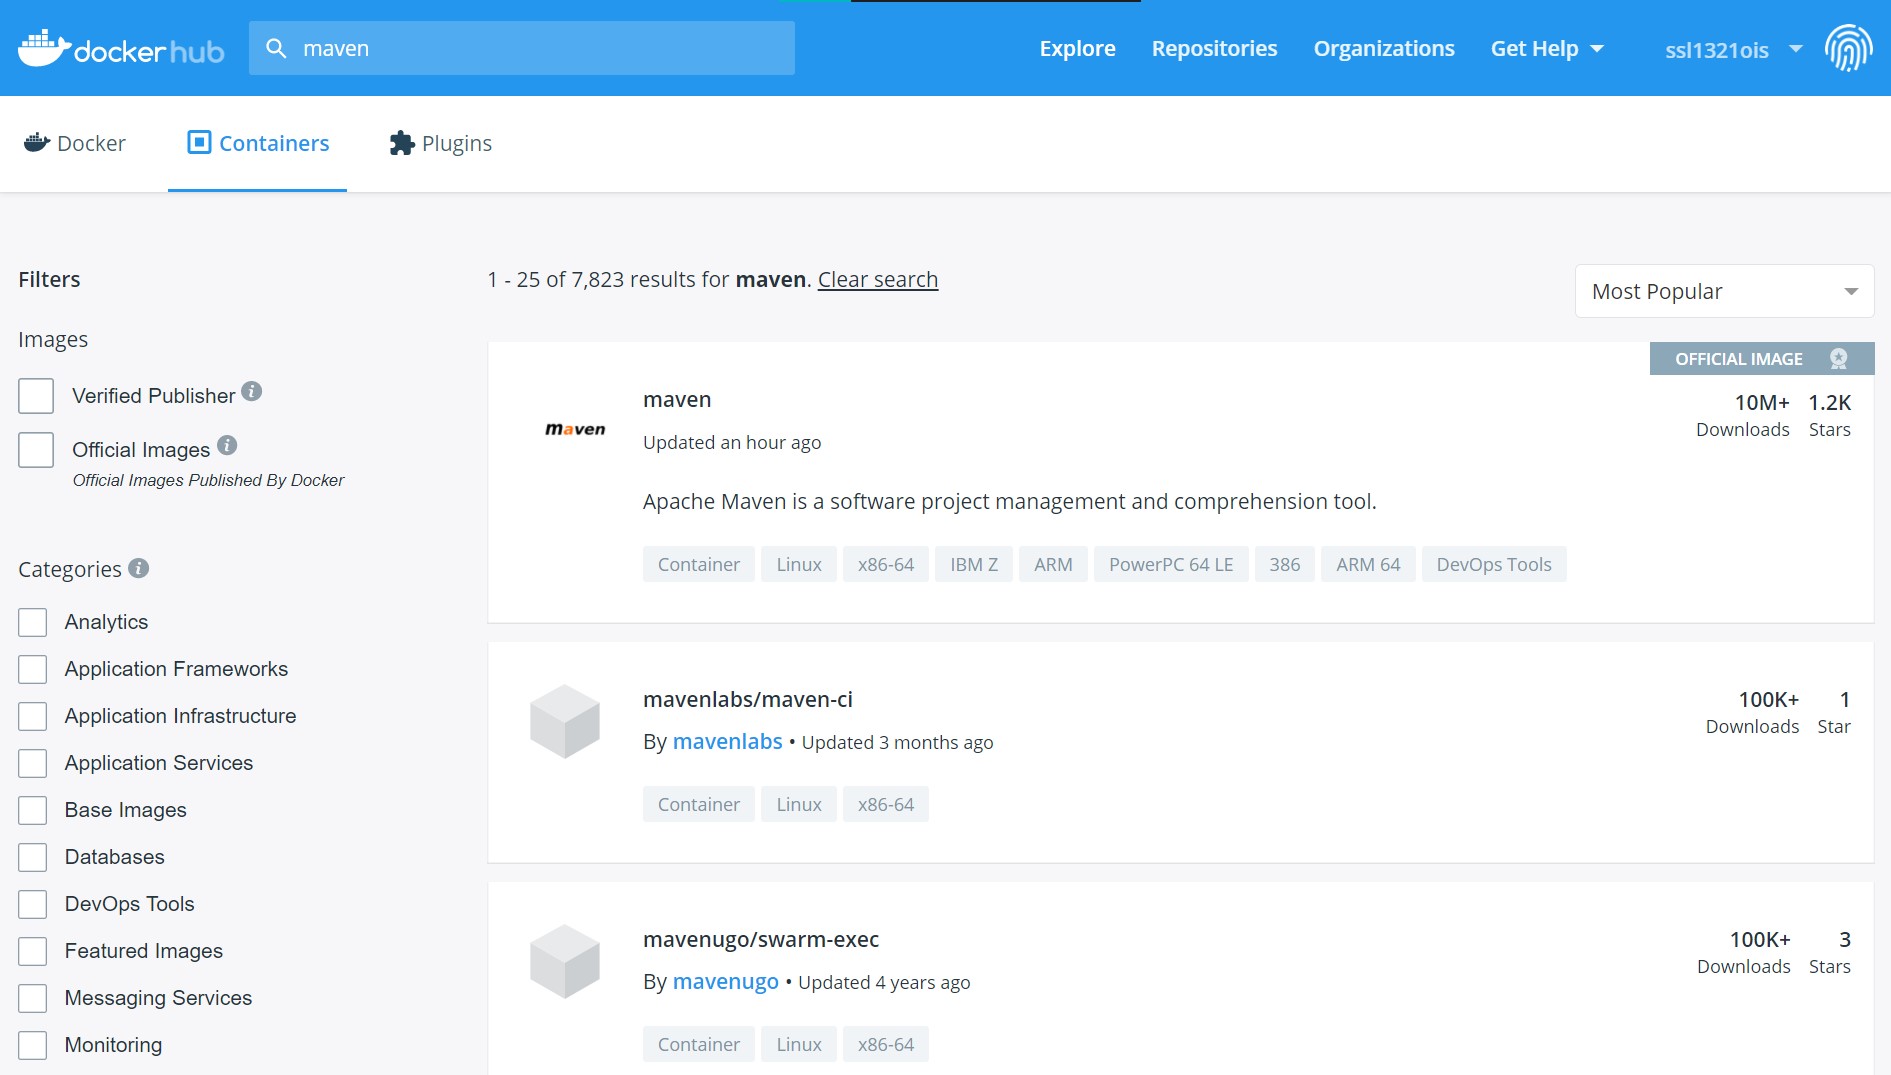 docker hub
maven
Explore
Repositories
Organizations
Get Help
ssl1321ois
Docker
Containers
Plugins
Filters
Images
Verified Publisher
Official Images
Official Images Published By Docker
Categories
Analytics
Application Frameworks
Application Infrastructure
Application Services
Base Images
Databases
DevOps Tools
Featured Images
Messaging Services
Monitoring
1 - 25 of 7,823 results for maven. Clear search
Most Popular
OFFICIAL IMAGE
maven
maven
10M+ 1.2K
Downloads Stars
Updated an hour ago
Apache Maven is a software project management and comprehension tool.
Container Linux x86-64 IBM Z ARM PowerPC 64 LE 386 ARM 64 DevOps Tools
mavenlabs/maven-ci
100K+ 1
Downloads Star
By mavenlabs • Updated 3 months ago
Container Linux x86-64
mavenugo/swarm-exec
100K+ 3
Downloads Stars
By mavenugo • Updated 4 years ago
Container Linux x86-64